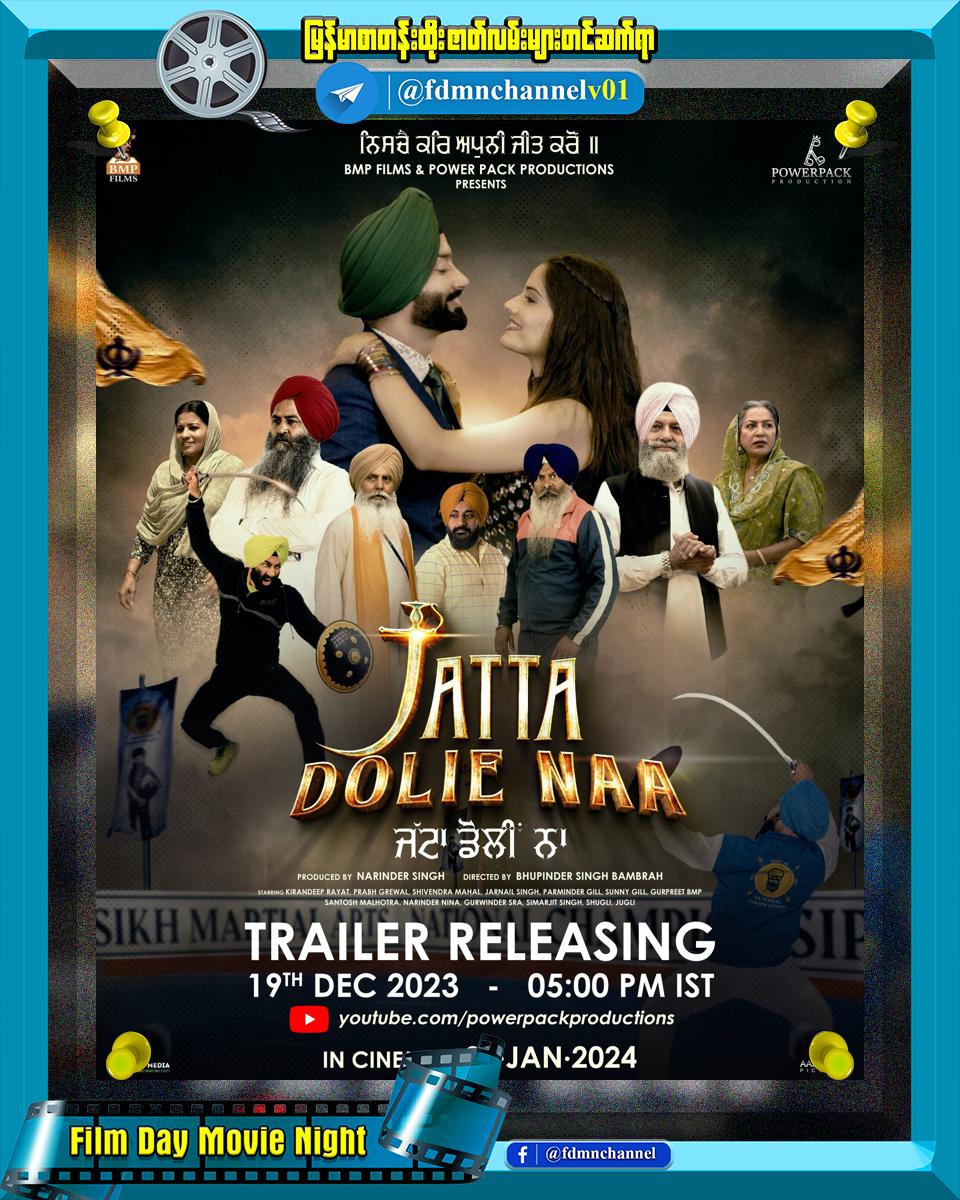 မြန်မာစာတန်းထိုးဇာတ်လမ်းများတင်ဆက်ရာ
@fdmnchannelv01
ਨਿਸਚੈ ਕਰਿ ਅਪੁਨੀ ਜੀਤ ਕਰੋਂ ॥
BMP FILMS & POWER PACK PRODUCTIONS
PRESENTS
BMP
FILMS
POWERPACK
PRODUCTION
JATTA
DOLIE NAA
ਜੱਟਾ ਡੋਲੀਂ ਨਾ
PRODUCED BY NARINDER SINGH DIRECTED BY BHUPINDER SINGH BAMBRAH
STARRING KIRANDEEP RAYAT, PRABH GREWAL, SHIVENDRA MAHAL, JARNAIL SINGH, PARMINDER GILL, SUNNY GILL, GURPREET BMP
SANTOSH MALHOTRA, NARINDER NINA, GURWINDER SRA, SIMARJIT SINGH, SHUGLI, JUGLI
SIKH MARTIAL ARTS NATIONAL
TRAILER RELEASING
19TH DEC 2023 - 05:00 PM IST
youtube.com/powerpackproductions
IN JAN·2024
MEDIA
Film Day Movie Night
@fdmnchannel